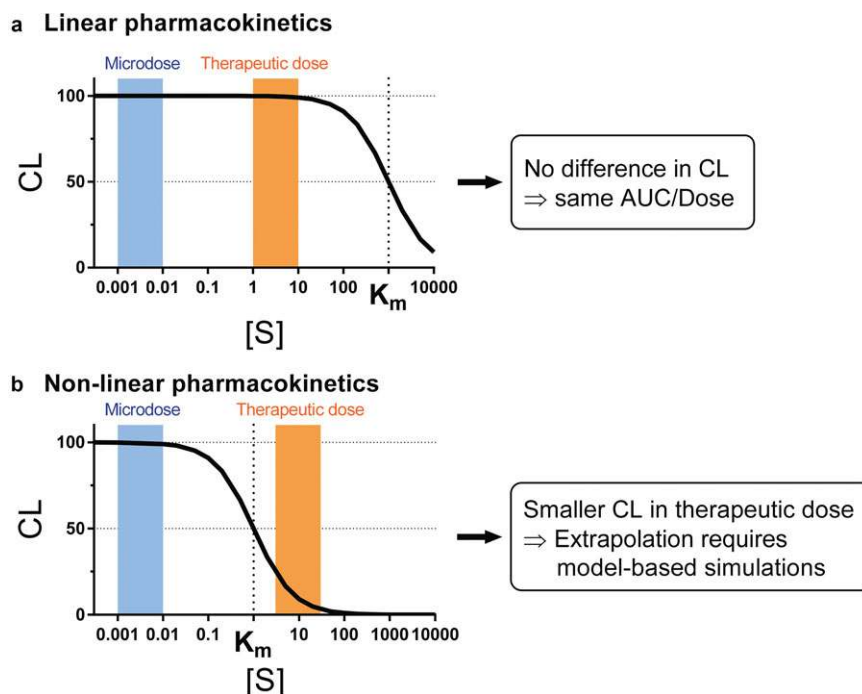 a Linear pharmacokinetics
Microdose
Therapeutic dose
100
50
0
CL
0.001 0.01 0.1 1 10 100 Km 10000
[S]
No difference in CL
⇒ same AUC/Dose
b Non-linear pharmacokinetics
Microdose
Therapeutic dose
100
50
0
CL
0.001 0.01 0.1 Km 10 100 1000 10000
[S]
Smaller CL in therapeutic dose
⇒ Extrapolation requires
model-based simulations